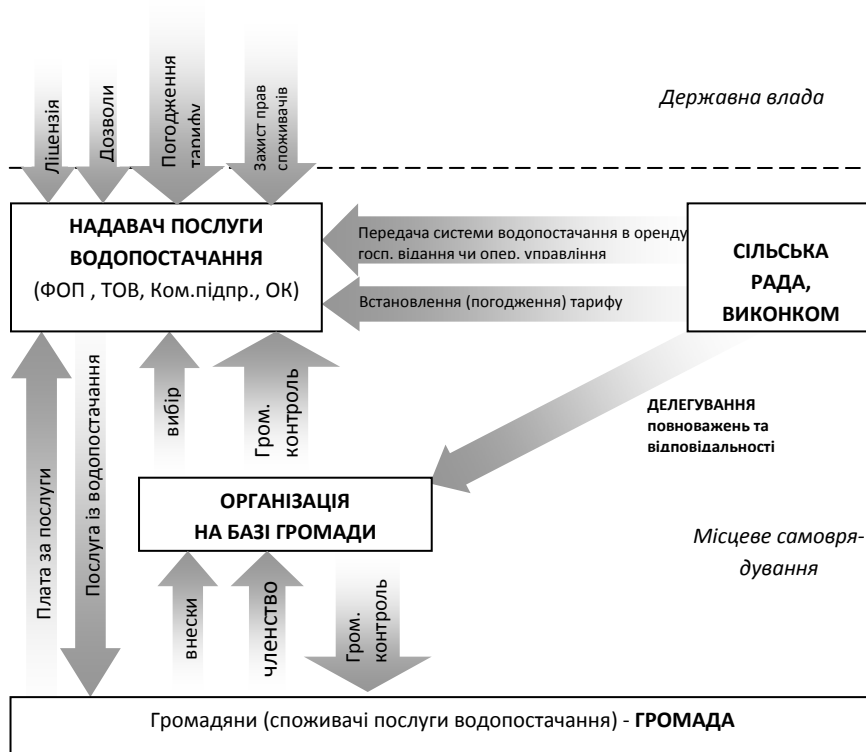 Ліцензія
Дозволи
Погодження
тарифу
Захист прав
споживачів
Державна влада
НАДАВАЧ ПОСЛУГИ
ВОДОПОСТАЧАННЯ
(ФОП , ТОВ, Ком.підпр., ОК)
Передача системи водопостачання в оренду
госп. відання чи опер. управління
Встановлення (погодження) тарифу
СІЛЬСЬКА
РАДА,
ВИКОНКОМ
Плата за послуги
Послуга із водопостачання
вибір
Гром.
контроль
ДЕЛЕГУВАННЯ
повноважень та
відповідальності
ОРГАНІЗАЦІЯ
НА БАЗІ ГРОМАДИ
Місцеве самовря-
дування
внески
членство
Гром.
контроль
Громадяни (споживачі послуги водопостачання) - ГРОМАДА